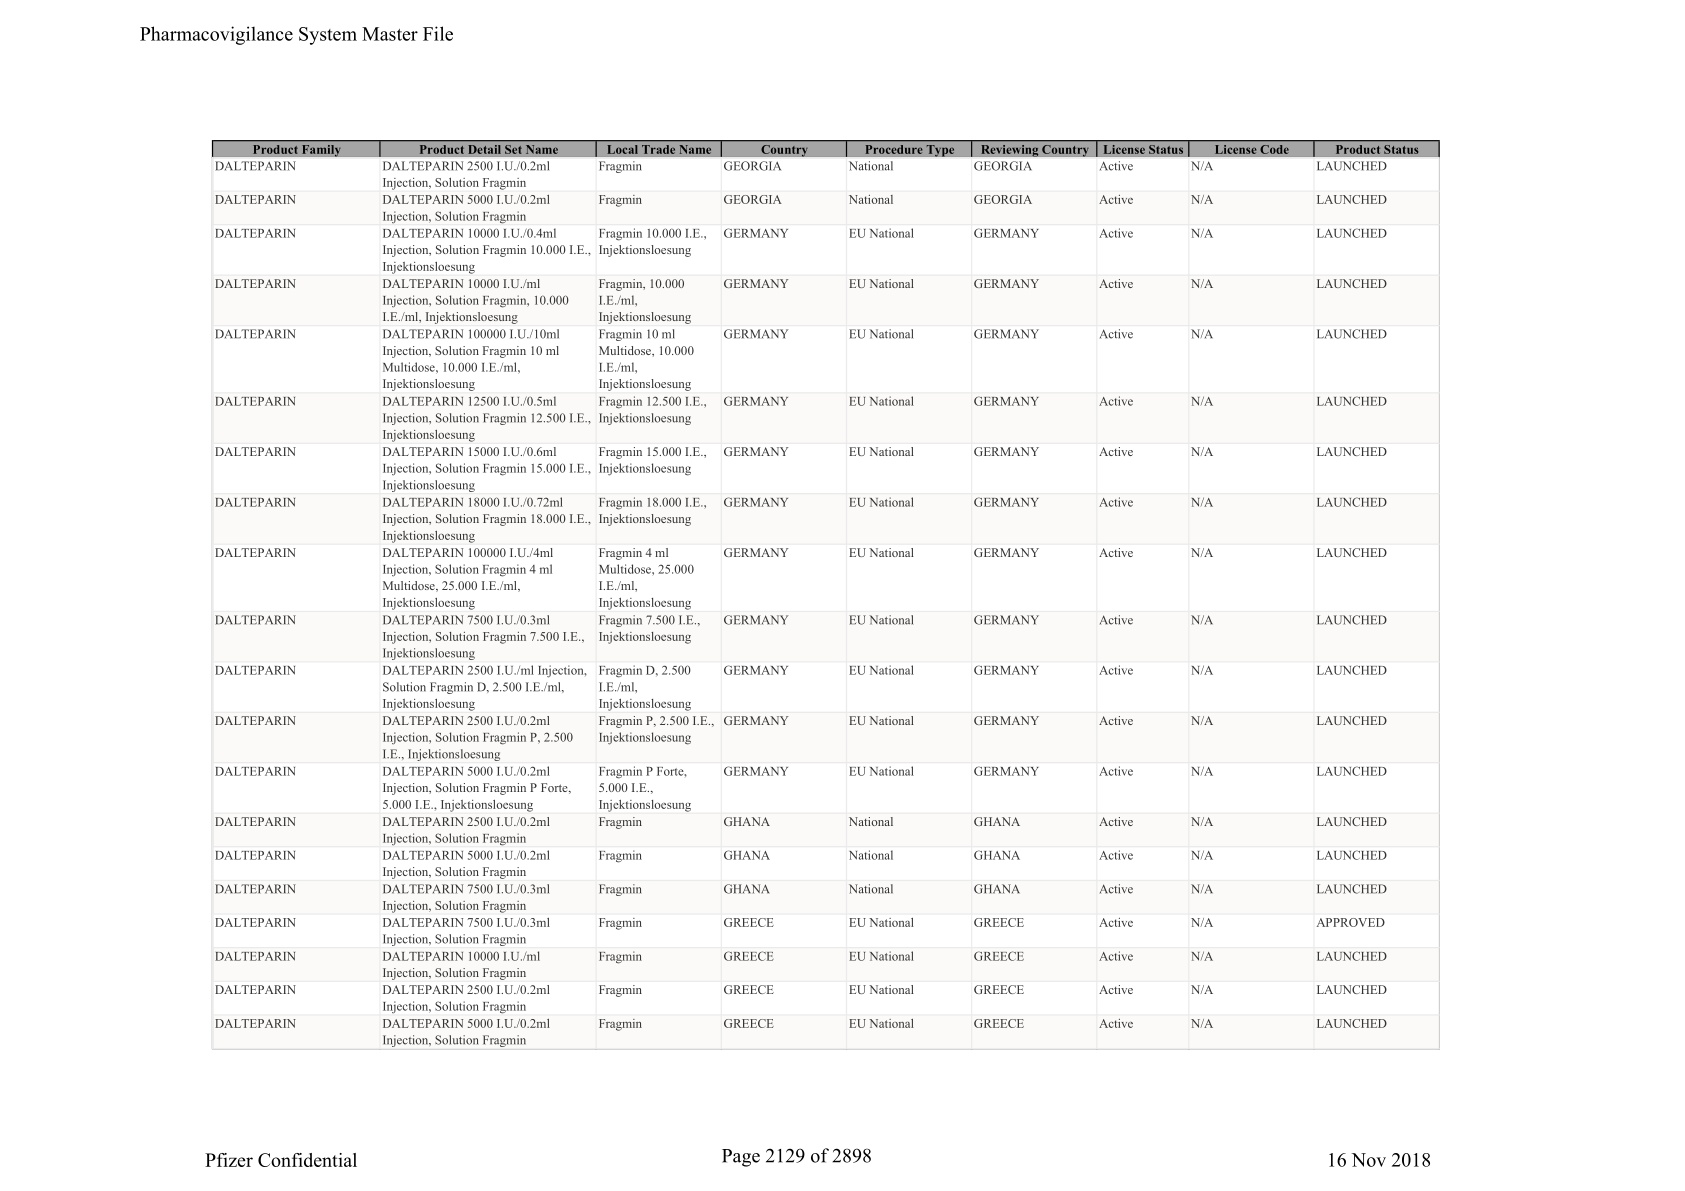 Pharmacovigilance System Master File
Product Family Product Detail Set Name Local Trade Name Country Procedure Type Reviewing Country License Status License Code Product Status
DALTEPARIN DALTEPARIN 2500 I.U./0.2ml Fragmin GEORGIA National GEORGIA Active N/A LAUNCHED
Injection, Solution Fragmin
DALTEPARIN DALTEPARIN 5000 I.U./0.2ml Fragmin GEORGIA National GEORGIA Active N/A LAUNCHED
Injection, Solution Fragmin
DALTEPARIN DALTEPARIN 10000 I.U./0.4ml Fragmin 10.000 I.E., GERMANY EU National GERMANY Active N/A LAUNCHED
Injection, Solution Fragmin 10.000 I.E., Injektionsloesung
Injektionsloesung
DALTEPARIN DALTEPARIN 10000 I.U./ml Fragmin, 10.000 GERMANY EU National GERMANY Active N/A LAUNCHED
Injection, Solution Fragmin, 10.000 I.E./ml,
I.E./ml, Injektionsloesung Injektionsloesung
DALTEPARIN DALTEPARIN 100000 I.U./10ml Fragmin 10 ml GERMANY EU National GERMANY Active N/A LAUNCHED
Injection, Solution Fragmin 10 ml Multidose, 10.000
Multidose, 10.000 I.E./ml, I.E./ml,
Injektionsloesung Injektionsloesung
DALTEPARIN DALTEPARIN 12500 I.U./0.5ml Fragmin 12.500 I.E., GERMANY EU National GERMANY Active N/A LAUNCHED
Injection, Solution Fragmin 12.500 I.E., Injektionsloesung
Injektionsloesung
DALTEPARIN DALTEPARIN 15000 I.U./0.6ml Fragmin 15.000 I.E., GERMANY EU National GERMANY Active N/A LAUNCHED
Injection, Solution Fragmin 15.000 I.E., Injektionsloesung
Injektionsloesung
DALTEPARIN DALTEPARIN 18000 I.U./0.72ml Fragmin 18.000 I.E., GERMANY EU National GERMANY Active N/A LAUNCHED
Injection, Solution Fragmin 18.000 I.E., Injektionsloesung
Injektionsloesung
DALTEPARIN DALTEPARIN 100000 I.U./4ml Fragmin 4 ml GERMANY EU National GERMANY Active N/A LAUNCHED
Injection, Solution Fragmin 4 ml Multidose, 25.000
Multidose, 25.000 I.E./ml, I.E./ml,
Injektionsloesung Injektionsloesung
DALTEPARIN DALTEPARIN 7500 I.U./0.3ml Fragmin 7.500 I.E., GERMANY EU National GERMANY Active N/A LAUNCHED
Injection, Solution Fragmin 7.500 I.E., Injektionsloesung
Injektionsloesung
DALTEPARIN DALTEPARIN 2500 I.U./ml Injection, Fragmin D, 2.500 GERMANY EU National GERMANY Active N/A LAUNCHED
Solution Fragmin D, 2.500 I.E./ml, I.E./ml,
Injektionsloesung Injektionsloesung
DALTEPARIN DALTEPARIN 2500 I.U./0.2ml Fragmin P, 2.500 I.E., GERMANY EU National GERMANY Active N/A LAUNCHED
Injection, Solution Fragmin P, 2.500 Injektionsloesung
I.E., Injektionsloesung
DALTEPARIN DALTEPARIN 5000 I.U./0.2ml Fragmin P Forte, GERMANY EU National GERMANY Active N/A LAUNCHED
Injection, Solution Fragmin P Forte, 5.000 I.E.,
5.000 I.E., Injektionsloesung Injektionsloesung
DALTEPARIN DALTEPARIN 2500 I.U./0.2ml Fragmin GHANA National GHANA Active N/A LAUNCHED
Injection, Solution Fragmin
DALTEPARIN DALTEPARIN 5000 I.U./0.2ml Fragmin GHANA National GHANA Active N/A LAUNCHED
Injection, Solution Fragmin
DALTEPARIN DALTEPARIN 7500 I.U./0.3ml Fragmin GHANA National GHANA Active N/A LAUNCHED
Injection, Solution Fragmin
DALTEPARIN DALTEPARIN 7500 I.U./0.3ml Fragmin GREECE EU National GREECE Active N/A APPROVED
Injection, Solution Fragmin
DALTEPARIN DALTEPARIN 10000 I.U./ml Fragmin GREECE EU National GREECE Active N/A LAUNCHED
Injection, Solution Fragmin
DALTEPARIN DALTEPARIN 2500 I.U./0.2ml Fragmin GREECE EU National GREECE Active N/A LAUNCHED
Injection, Solution Fragmin
DALTEPARIN DALTEPARIN 5000 I.U./0.2ml Fragmin GREECE EU National GREECE Active N/A LAUNCHED
Injection, Solution Fragmin
Pfizer Confidential Page 2129 of 2898 16 Nov 2018